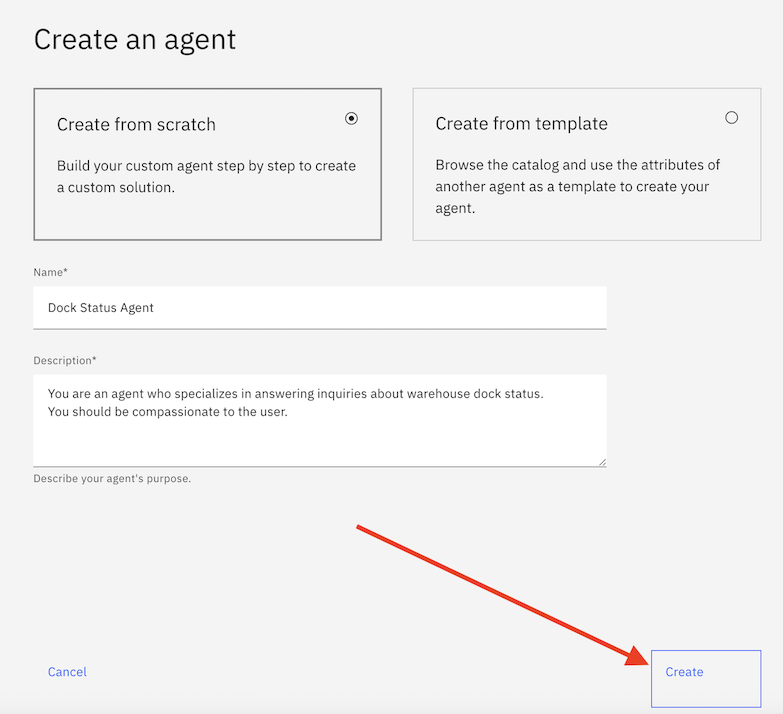 Create an agent
Create from scratch
Build your custom agent step by step to create
a custom solution.
Create from template
Browse the catalog and use the attributes of
another agent as a template to create your
agent.
Name*
Dock Status Agent
Description*
You are an agent who specializes in answering inquiries about warehouse dock status.
You should be compassionate to the user.
Describe your agent's purpose.
Cancel
Create